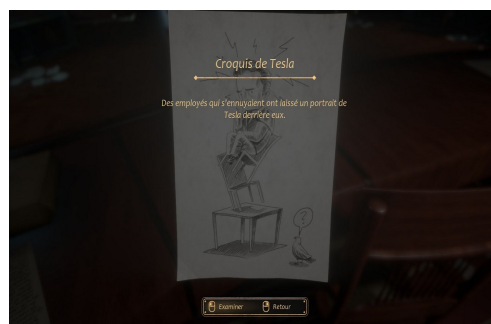 Croquis de Tesla
Des employés qui s'ennuyaient ont laissé un portrait de
Tesla derrière eux.
?
Examiner Retour